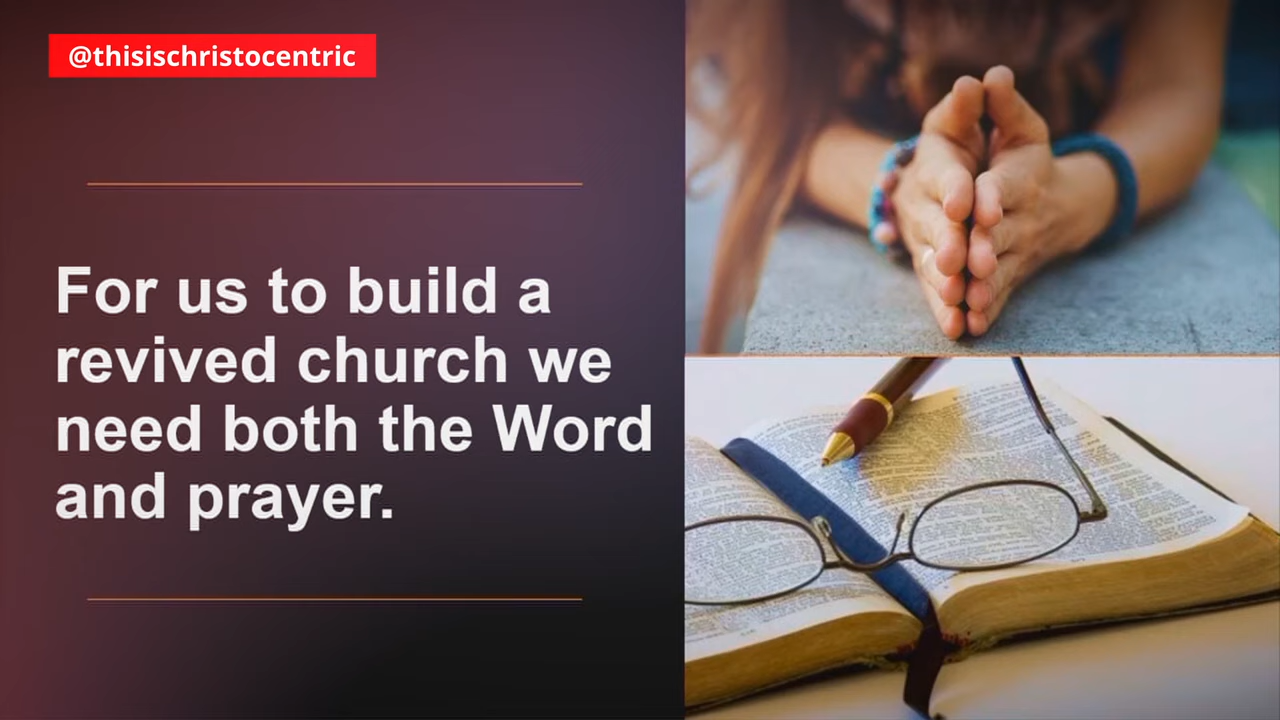 @thisischristocentric
For us to build a
revived church we
need both the Word
and prayer.